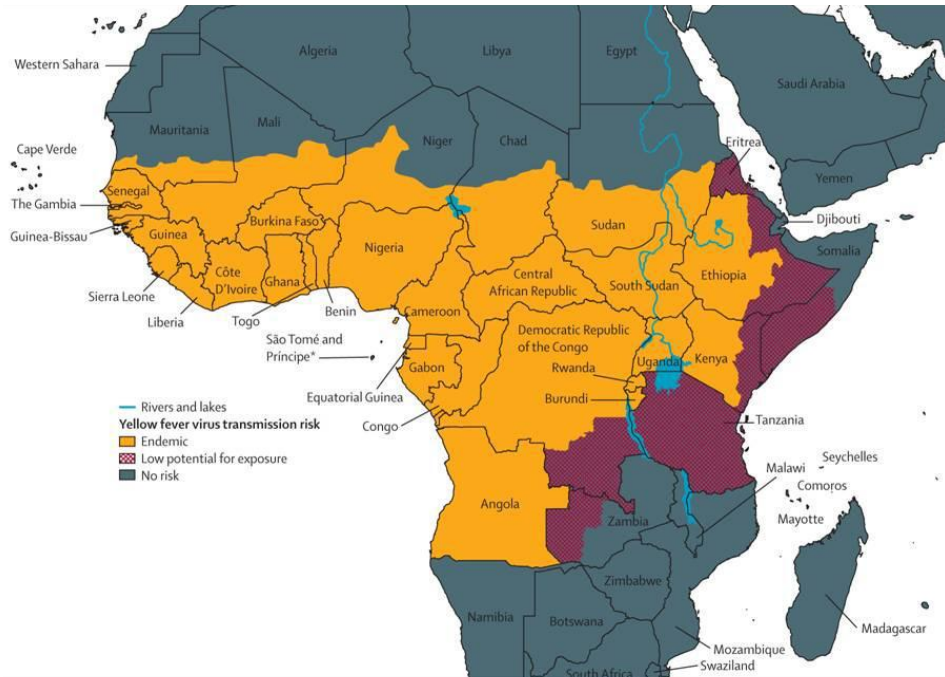 Western Sahara
Algeria
Libya
Egypt
Saudi Arabia
Mauritania
Mali
Niger
Chad
Eritrea
Cape Verde
Yemen
Senegal
The Gambia
Burkina Faso
Sudan
Djibouti
Guinea-Bissau
Guinea
Nigeria
Somalia
Côte
D'Ivoire
Ghana
Central
African Republic
South Sudan
Ethiopia
Sierra Leone
Liberia
Togo
Benin
Cameroon
São Tomé and
Príncipe*
Democratic Republic
of the Congo
Uganda
Kenya
Gabon
Rwanda
Equatorial Guinea
Burundi
Congo
Tanzania
Rivers and lakes
Yellow fever virus transmission risk
Endemic
Low potential for exposure
No risk
Malawi
Seychelles
Comoros
Mayotte
Angola
Zambia
Zimbabwe
Namibia
Botswana
Madagascar
Mozambique
South Africa
Swaziland